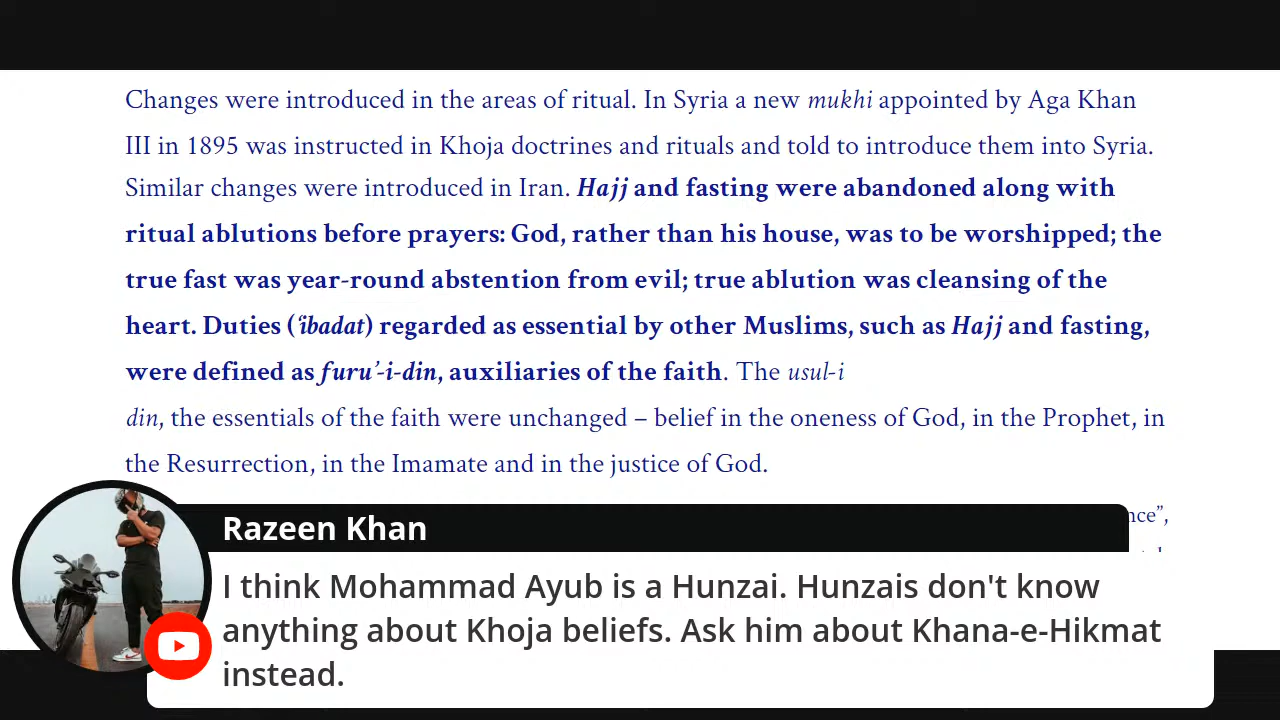 Changes were introduced in the areas of ritual. In Syria a new mukhi appointed by Aga Khan
III in 1895 was instructed in Khoja doctrines and rituals and told to introduce them into Syria.
Similar changes were introduced in Iran. Hajj and fasting were abandoned along with
ritual ablutions before prayers: God, rather than his house, was to be worshipped; the
true fast was year-round abstention from evil; true ablution was cleansing of the
heart. Duties (‘ibadat) regarded as essential by other Muslims, such as Hajj and fasting,
were defined as furu’-i-din, auxiliaries of the faith. The usul-i
din, the essentials of the faith were unchanged – belief in the oneness of God, in the Prophet, in
the Resurrection, in the Imamate and in the justice of God.
Razeen Khan
I think Mohammad Ayub is a Hunzai. Hunzais don't know
anything about Khoja beliefs. Ask him about Khana-e-Hikmat
instead.